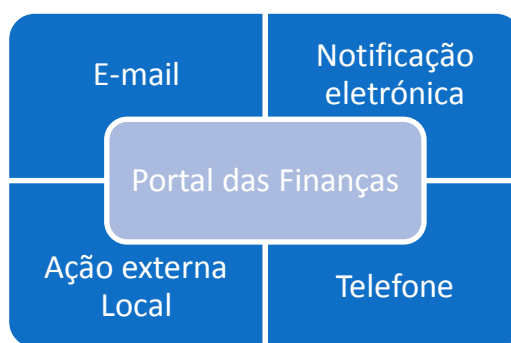 E-mail
Notificação
eletrónica
Portal das Finanças
Ação externa
Local
Telefone